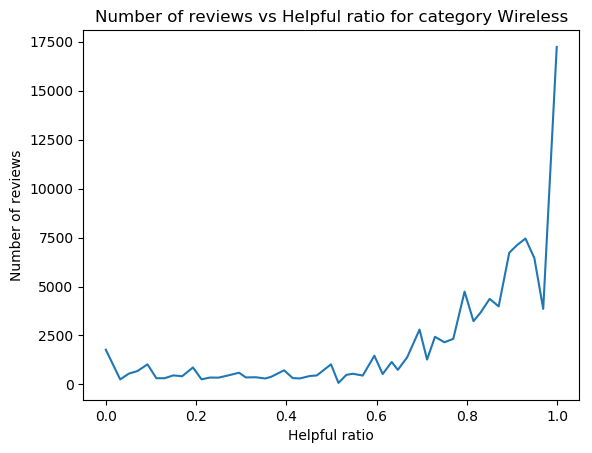 Number of reviews vs Helpful ratio for category Wireless
17500
15000
12500
10000
7500
5000
2500
0
Number of reviews
0.0 0.2 0.4 0.6 0.8 1.0
Helpful ratio